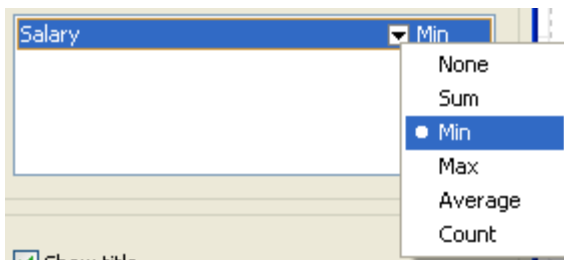 Salary Min
None
Sum
Min
Max
Average
Count
Show title